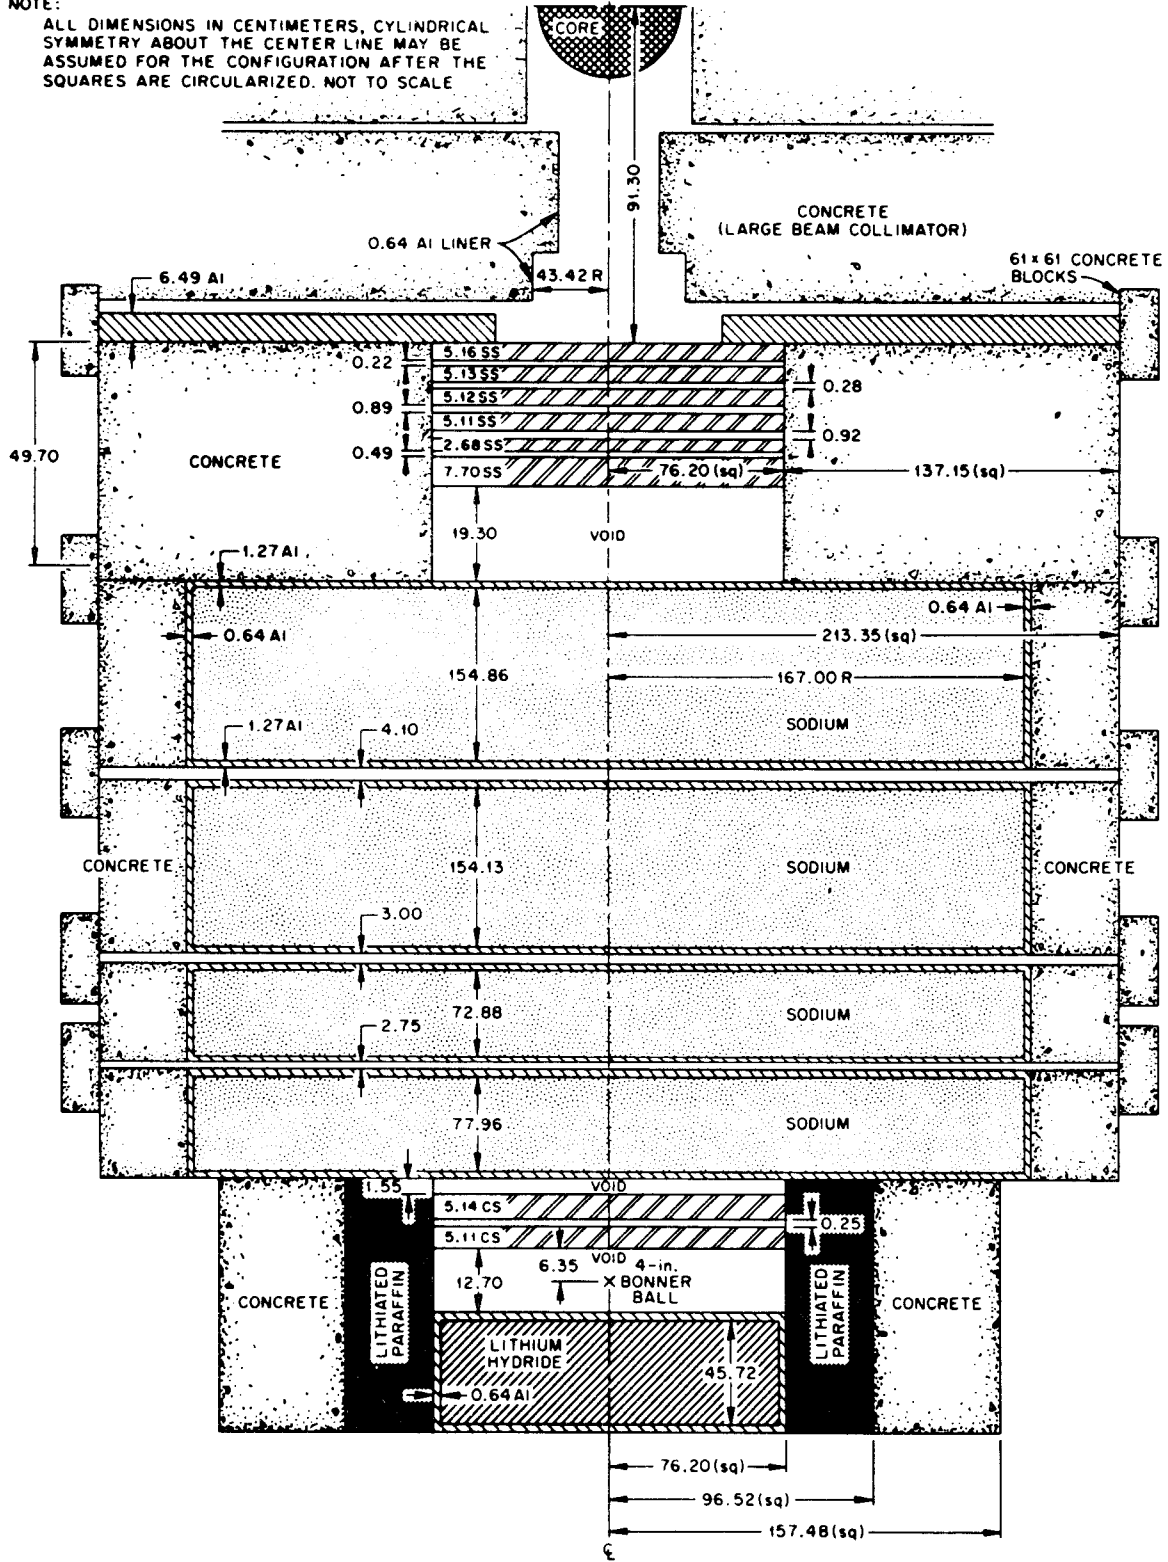 NOTE:
ALL DIMENSIONS IN CENTIMETERS, CYLINDRICAL
SYMMETRY ABOUT THE CENTER LINE MAY BE
ASSUMED FOR THE CONFIGURATION AFTER THE
SQUARES ARE CIRCULARIZED. NOT TO SCALE
CORE
91.30
CONCRETE
(LARGE BEAM COLLIMATOR)
0.64 Al LINER
43.42 R
61 × 61 CONCRETE
BLOCKS
6.49 Al
5.16 SS
0.22
5.13 SS
0.28
5.12 SS
0.89
5.11 SS
0.92
2.68 SS
0.49
7.70 SS
76.20 (sq)
137.15 (sq)
49.70
CONCRETE
19.30
VOID
1.27 Al
0.64 Al
0.64 Al
213.35 (sq)
154.86
167.00 R
SODIUM
1.27 Al
4.10
CONCRETE
154.13
SODIUM
CONCRETE
3.00
72.88
SODIUM
2.75
77.96
SODIUM
1.55
VOID
5.14 CS
0.25
5.11 CS
VOID
12.70
6.35
4-in.
BONNER
BALL
CONCRETE
LITHIATED
PARAFFIN
LITHIATED
PARAFFIN
CONCRETE
LITHIUM
HYDRIDE
45.72
0.64 Al
76.20 (sq)
96.52 (sq)
157.48 (sq)
℄